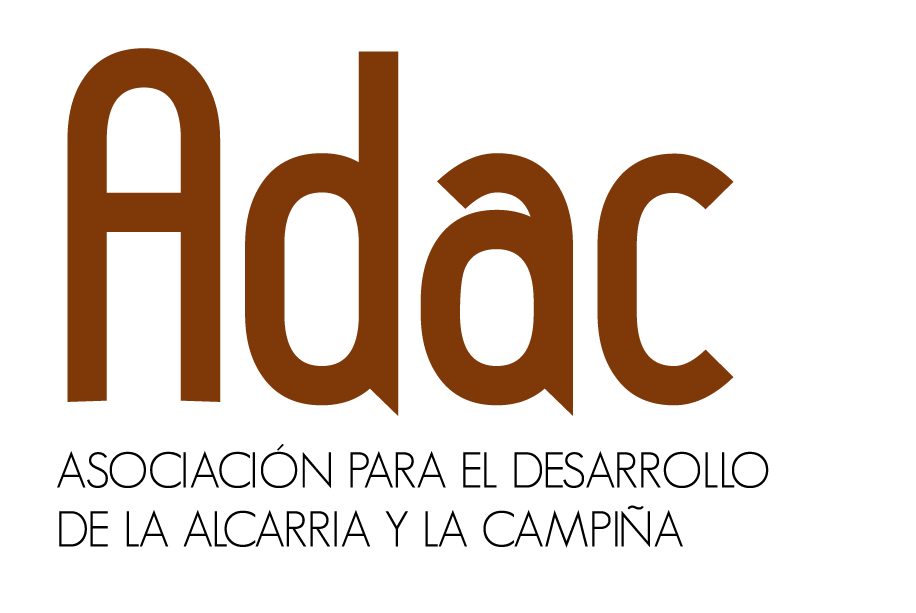 Adac
ASOCIACIÓN PARA EL DESARROLLO
DE LA ALCARRIA Y LA CAMPIÑA